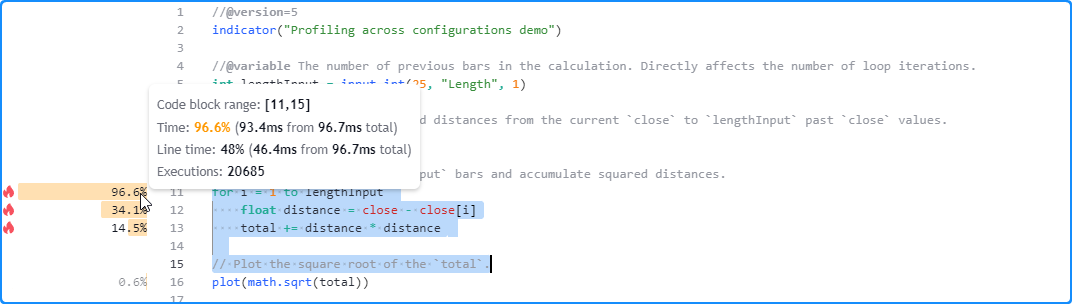 1 //@version=5
2 indicator("Profiling across configurations demo")
3
4 //@variable The number of previous bars in the calculation. Directly affects the number of loop iterations.
5 int lengthInput = input.int(25, "Length", 1)
Code block range: [11,15]
d distances from the current `close` to `lengthInput` past `close` values.
Time: 96.6% (93.4ms from 96.7ms total)
Line time: 48% (46.4ms from 96.7ms total)
Executions: 20685
put` bars and accumulate squared distances.
96.6% 11 for i = 1 to lengthInput
34.1% 12 ····float distance = close - close[i]
14.5% 13 ····total += distance * distance
14
15 // Plot the square root of the `total`.
0.6% 16 plot(math.sqrt(total))
17